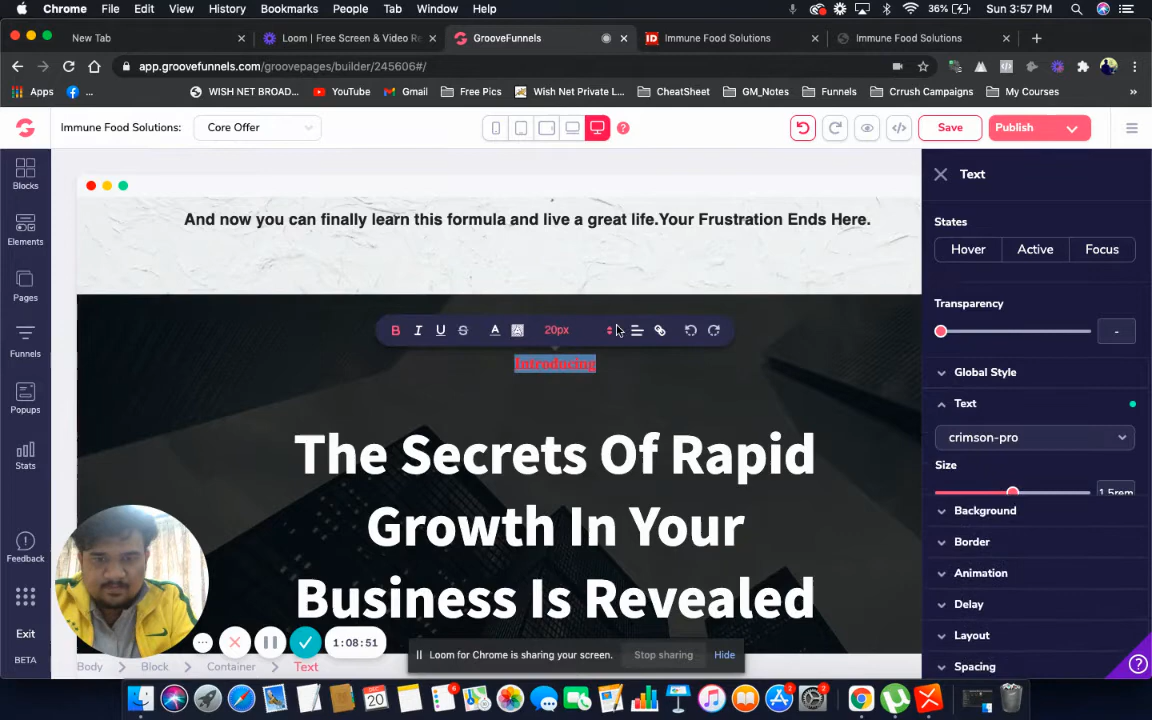 Chrome File Edit View History Bookmarks People Tab Window Help
36% Sun 3:57 PM
New Tab
Loom | Free Screen & Video Re
GrooveFunnels
Immune Food Solutions
Immune Food Solutions
app.groovefunnels.com/groovepages/builder/245606#/
Apps
...
WISH NET BROAD...
YouTube
Gmail
Free Pics
Wish Net Private L...
CheatSheet
GM_Notes
Funnels
Crrush Campaigns
My Courses
»
Immune Food Solutions:
Core Offer
Save
Publish
Blocks
Elements
Pages
Funnels
Popups
Stats
Feedback
Exit
BETA
And now you can finally learn this formula and live a great life.Your Frustration Ends Here.
B I U S A A 20px
Introducing
The Secrets Of Rapid
Growth In Your
Business Is Revealed
1:08:51
Loom for Chrome is sharing your screen.
Stop sharing
Hide
Body > Block > Container > Text
Text
States
Hover Active Focus
Transparency
-
Global Style
Text
crimson-pro
Size
1.5rem
Background
Border
Animation
Delay
Layout
Spacing